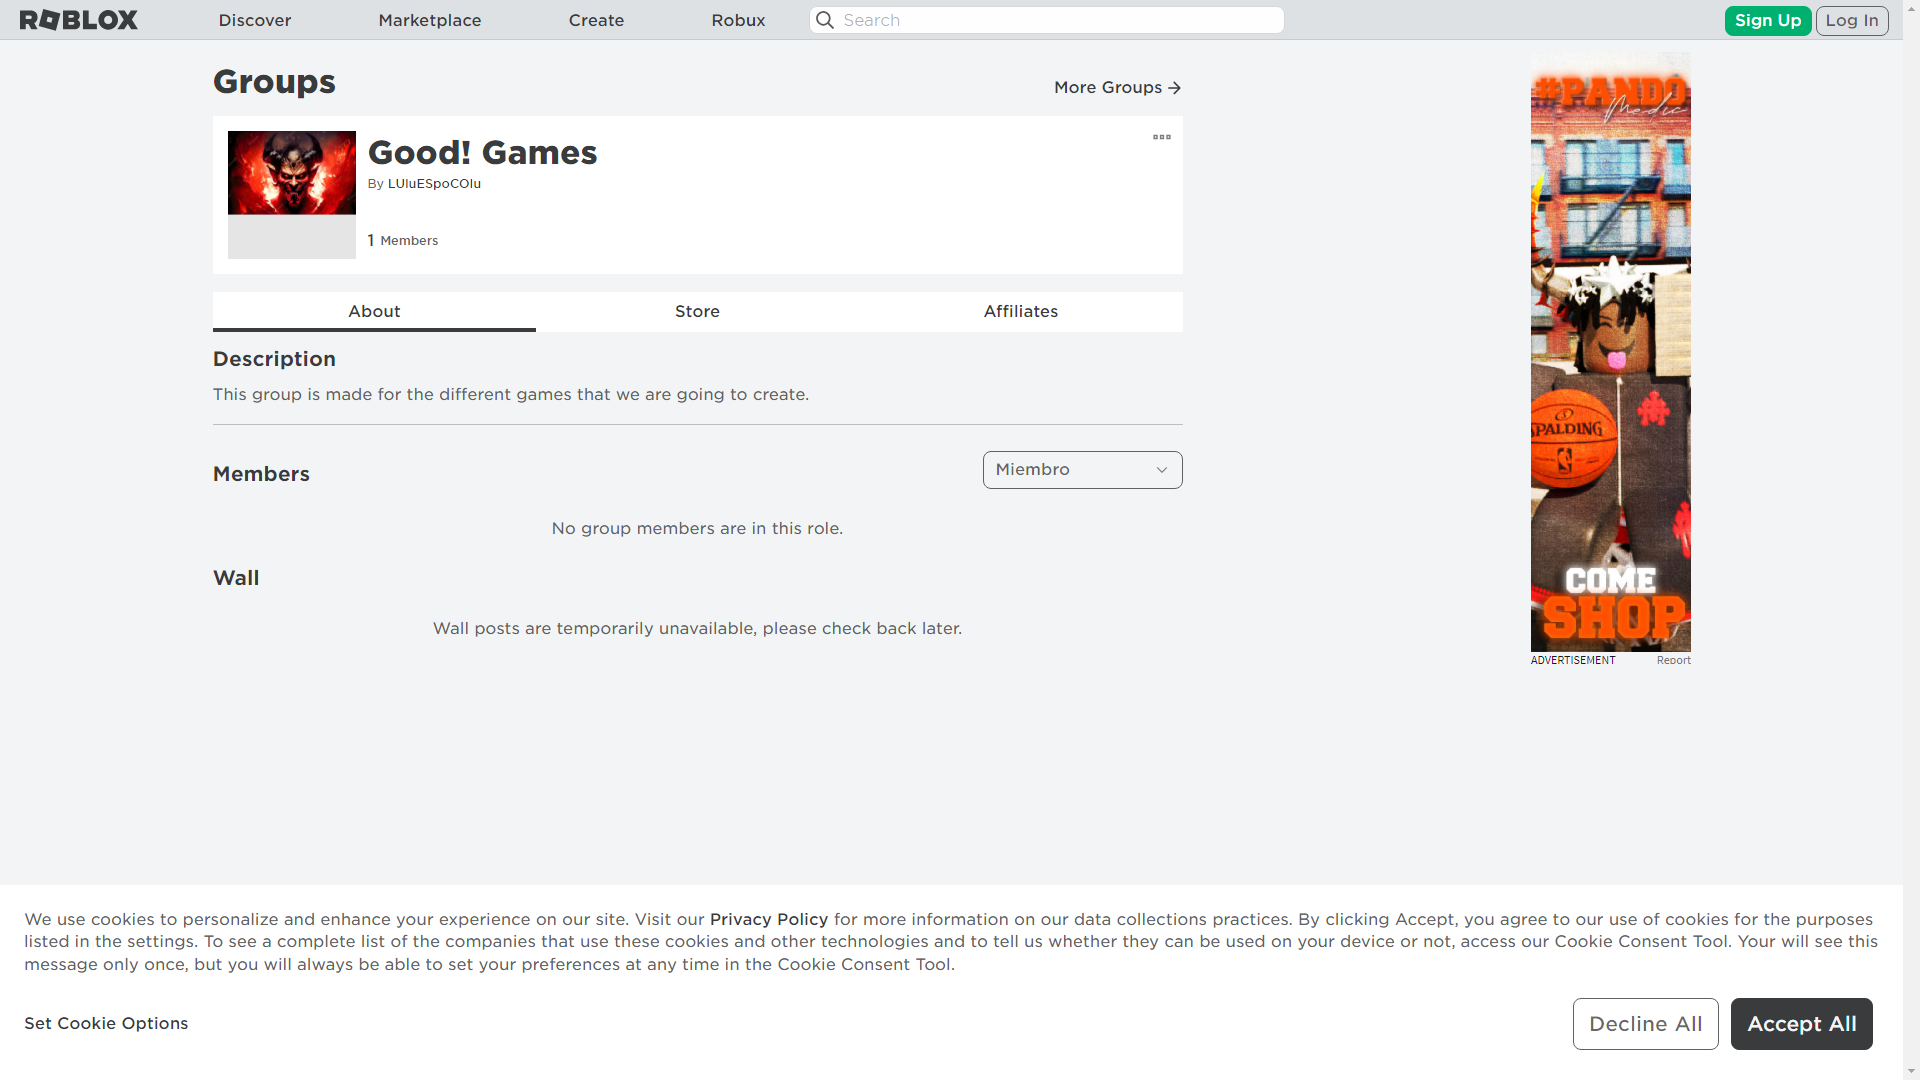 ROBLOX
Discover
Marketplace
Create
Robux
Search
Sign Up
Log In
Groups
More Groups
Good! Games
By LUluESpoCOlu
1 Members
About
Store
Affiliates
Description
This group is made for the different games that we are going to create.
Members
Miembro
No group members are in this role.
Wall
Wall posts are temporarily unavailable, please check back later.
#PANDO
Medic
SPALDING
COME
SHOP
ADVERTISEMENT
Report
We use cookies to personalize and enhance your experience on our site. Visit our Privacy Policy for more information on our data collections practices. By clicking Accept, you agree to our use of cookies for the purposes
listed in the settings. To see a complete list of the companies that use these cookies and other technologies and to tell us whether they can be used on your device or not, access our Cookie Consent Tool. Your will see this
message only once, but you will always be able to set your preferences at any time in the Cookie Consent Tool.
Set Cookie Options
Decline All
Accept All